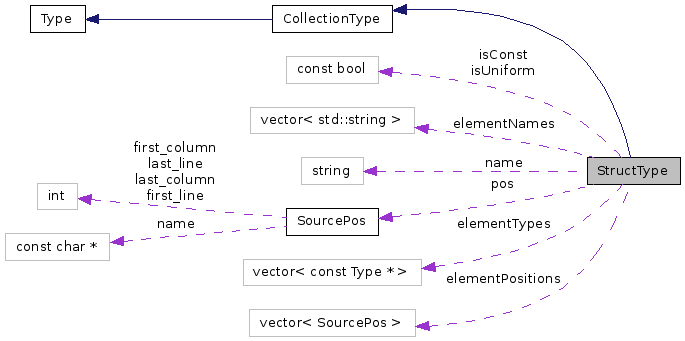 Type
CollectionType
isConst
isUniform
const bool
elementNames
vector< std::string >
first_column
last_line
last_column
first_line
name
string
StructType
pos
int
name
SourcePos
elementTypes
const char *
vector< const Type * >
elementPositions
vector< SourcePos >